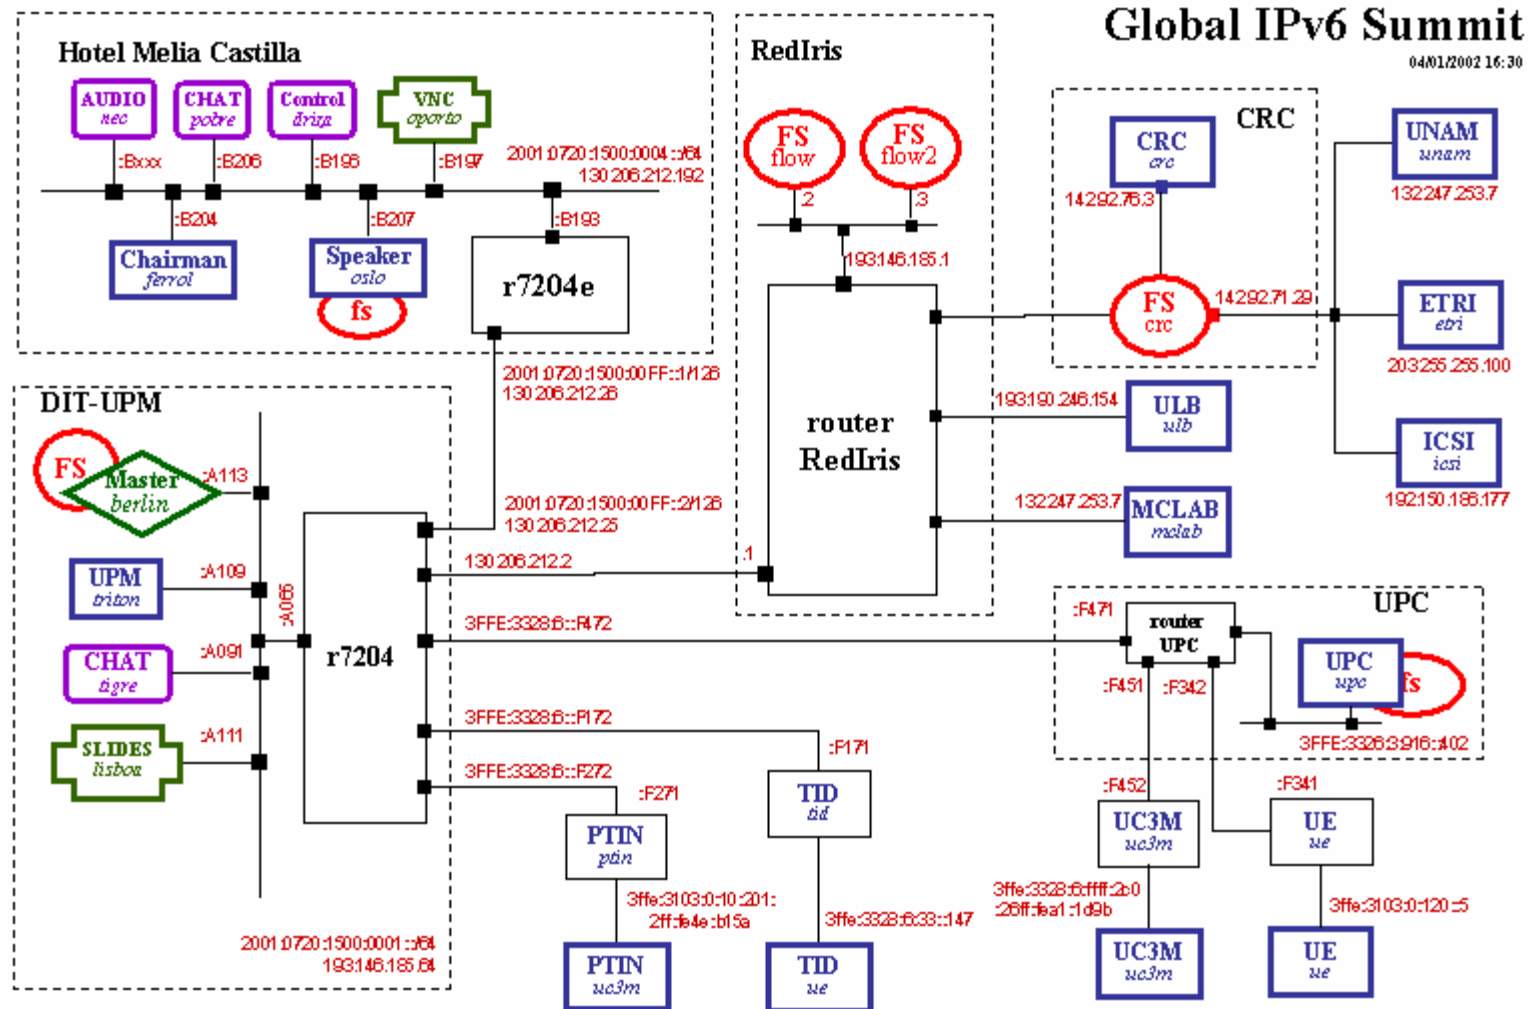 Global IPv6 Summit
04/01/2002 16:30
Hotel Melia Castilla
AUDIO
nec
CHAT
pobre
Control
driza
VNC
oporto
::Bxxx
::B206
::B196
::B197
2001:0720:1500:0004::/64
130.206.212.192
::B204
::B207
::B193
Chairman
ferrol
Speaker
oslo
fs
r7204e
2001:0720:1500:00FF::1/126
130.206.212.26
RedIris
FS
flow
FS
flow2
.2
.3
193.146.185.1
router
RedIris
.1
CRC
CRC
crc
14292.76.3
FS
crc
14292.71.29
UNAM
unam
132.247.253.7
ETRI
etri
203.255.255.100
ICSI
icsi
192.150.186.177
193.190.246.154
ULB
ulb
132.247.253.7
MCLAB
mclab
DIT-UPM
FS
Master
berlin
::A113
UPM
triton
::A109
::A065
CHAT
tigre
::A091
SLIDES
lisboa
::A111
r7204
2001:0720:1500:00FF::2/126
130.206.212.25
130.206.212.2
3FFE:3328:6::F472
3FFE:3328:6::F172
3FFE:3328:6::F272
2001:0720:1500:0001::/64
193.146.185.64
::F271
PTIN
ptin
3ffe:3103:0:10:201:
2ff:fe4e:b15a
PTIN
uc3m
::F171
TID
tid
3ffe:3328:6:33::147
TID
ue
UPC
::F471
router
UPC
::F451
::F342
UPC
upc
fs
3FFE:3326:3:916::402
::F452
UC3M
uc3m
3ffe:3328:6:ffff:2c0
:26ff:fea1:1d9b
UC3M
uc3m
::F341
UE
ue
3ffe:3103:0:120::5
UE
ue